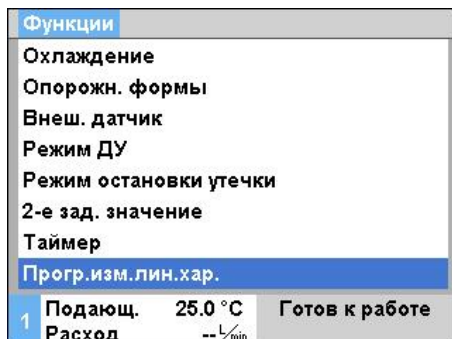 Функции
Охлаждение
Опорожн. формы
Внеш. датчик
Режим ДУ
Режим остановки утечки
2-е зад. значение
Таймер
Прогр.изм.лин.хар.
1 Подающ. 25.0 °C Готов к работе
Расход -- L/min